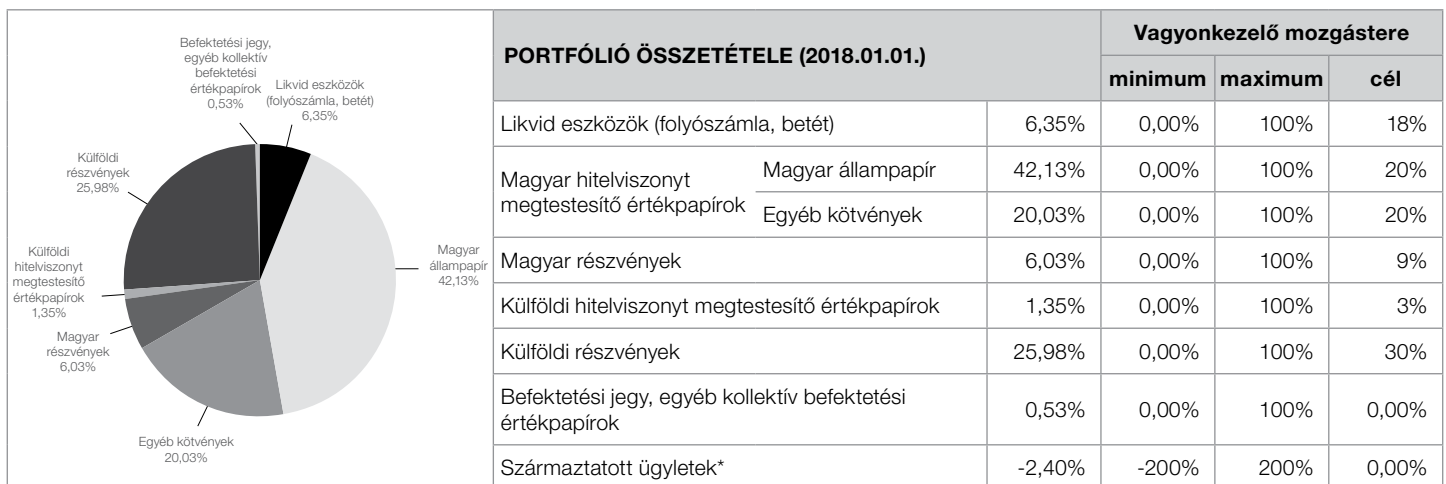 Befektetési jegy,
egyéb kollektív
befektetési
értékpapírok
0,53%
Likvid eszközök
(folyószámla, betét)
6,35%
Külföldi
részvények
25,98%
Külföldi
hitelviszonyt
megtestesítő
értékpapírok
1,35%
Magyar
részvények
6,03%
Egyéb kötvények
20,03%
Magyar
állampapír
42,13%
PORTFÓLIÓ ÖSSZETÉTELE (2018.01.01.)
Vagyonkezelő mozgástere
minimum maximum cél
Likvid eszközök (folyószámla, betét) 6,35% 0,00% 100% 18%
Magyar hitelviszonyt
megtestesítő értékpapírok
Magyar állampapír 42,13% 0,00% 100% 20%
Egyéb kötvények 20,03% 0,00% 100% 20%
Magyar részvények 6,03% 0,00% 100% 9%
Külföldi hitelviszonyt megtestesítő értékpapírok 1,35% 0,00% 100% 3%
Külföldi részvények 25,98% 0,00% 100% 30%
Befektetési jegy, egyéb kollektív befektetési
értékpapírok 0,53% 0,00% 100% 0,00%
Származtatott ügyletek* -2,40% -200% 200% 0,00%